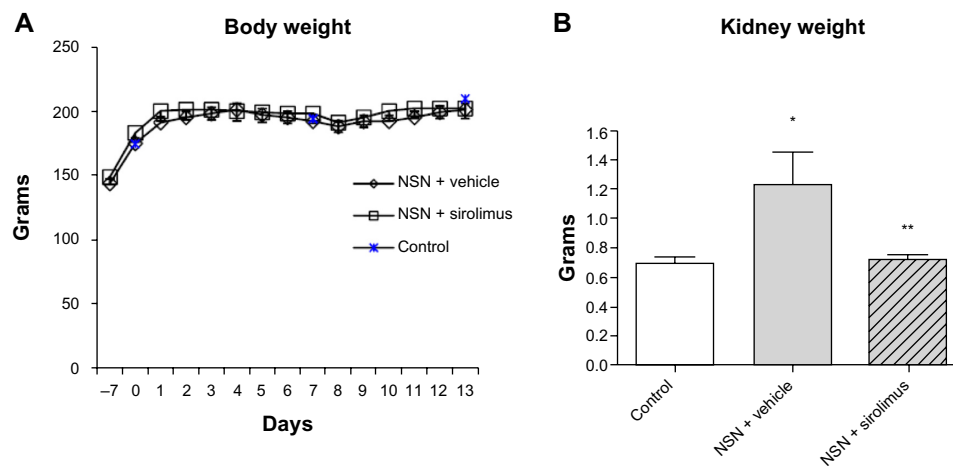 A
Body weight
250
200
150
100
50
0
Grams
–7 0 1 2 3 4 5 6 7 8 9 10 11 12 13
Days
NSN + vehicle
NSN + sirolimus
Control
B
Kidney weight
1.6
1.4
1.2
1.0
0.8
0.6
0.4
0.2
0.0
Grams
*
**
Control
NSN + vehicle
NSN + sirolimus